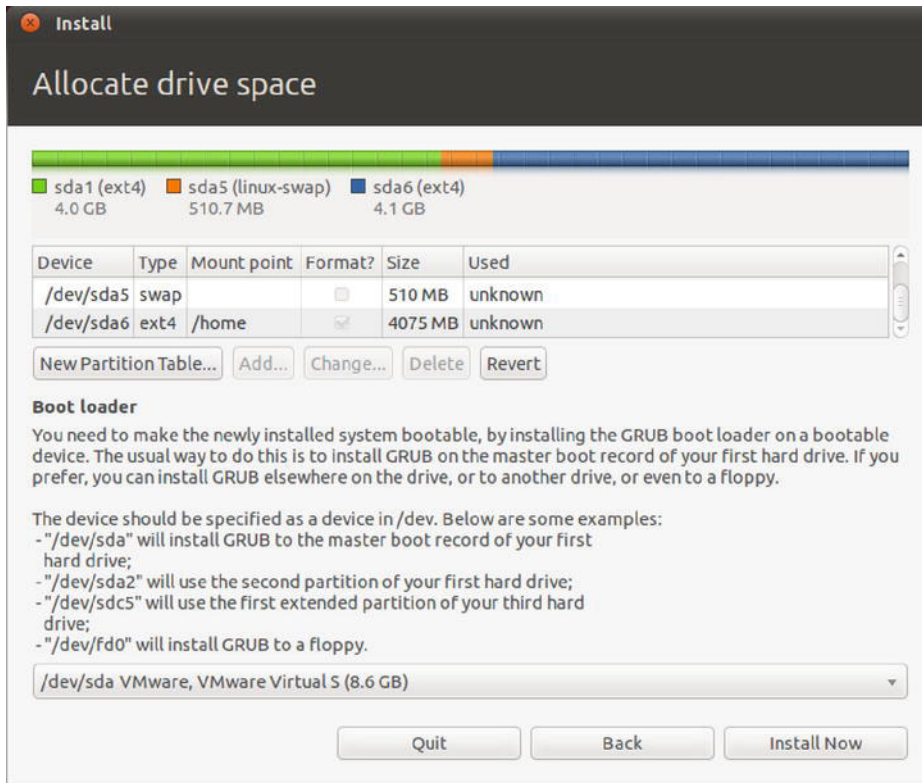 Install
Allocate drive space
sda1 (ext4) sda5 (linux-swap) sda6 (ext4)
4.0 GB 510.7 MB 4.1 GB
Device Type Mount point Format? Size Used
/dev/sda5 swap 510 MB unknown
/dev/sda6 ext4 /home 4075 MB unknown
New Partition Table... Add... Change... Delete Revert
Boot loader
You need to make the newly installed system bootable, by installing the GRUB boot loader on a bootable
device. The usual way to do this is to install GRUB on the master boot record of your first hard drive. If you
prefer, you can install GRUB elsewhere on the drive, or to another drive, or even to a floppy.
The device should be specified as a device in /dev. Below are some examples:
- "/dev/sda" will install GRUB to the master boot record of your first
hard drive;
- "/dev/sda2" will use the second partition of your first hard drive;
- "/dev/sdc5" will use the first extended partition of your third hard
drive;
- "/dev/fd0" will install GRUB to a floppy.
/dev/sda VMware, VMware Virtual S (8.6 GB)
Quit Back Install Now